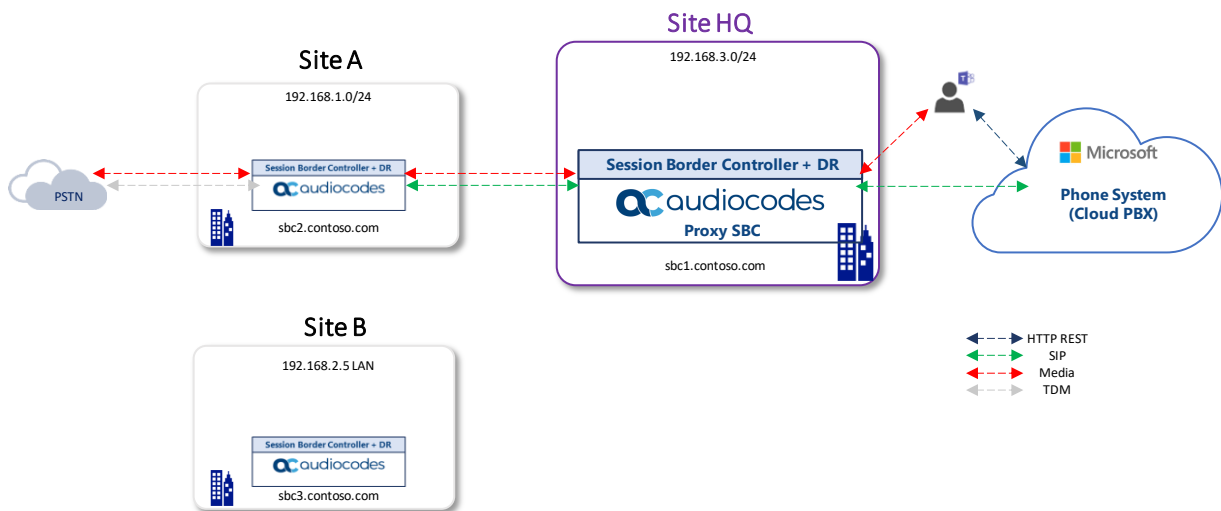 Site HQ
192.168.3.0/24
Site A
192.168.1.0/24
Session Border Controller + DR
audiocodes
sbc2.contoso.com
PSTN
Session Border Controller + DR
audiocodes
Proxy SBC
sbc1.contoso.com
Microsoft
Phone System
(Cloud PBX)
Site B
192.168.2.5 LAN
Session Border Controller + DR
audiocodes
sbc3.contoso.com
HTTP REST
SIP
Media
TDM